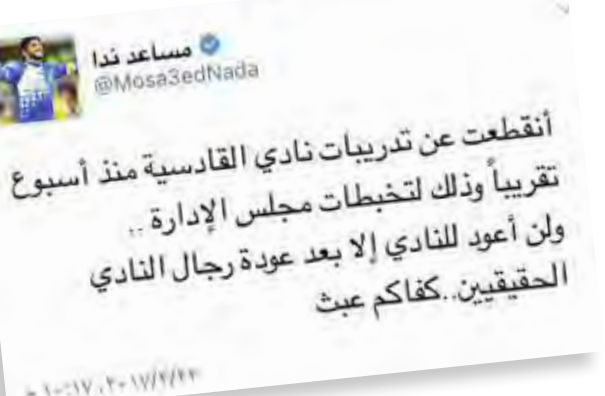 مساعد ندا
@Mosa3edNada
أنقطعت عن تدريبات نادي القادسية منذ أسبوع
تقريباً وذلك لتخبطات مجلس الإدارة ..
ولن أعود للنادي إلا بعد عودة رجال النادي
الحقيقيين..كفاكم عبث